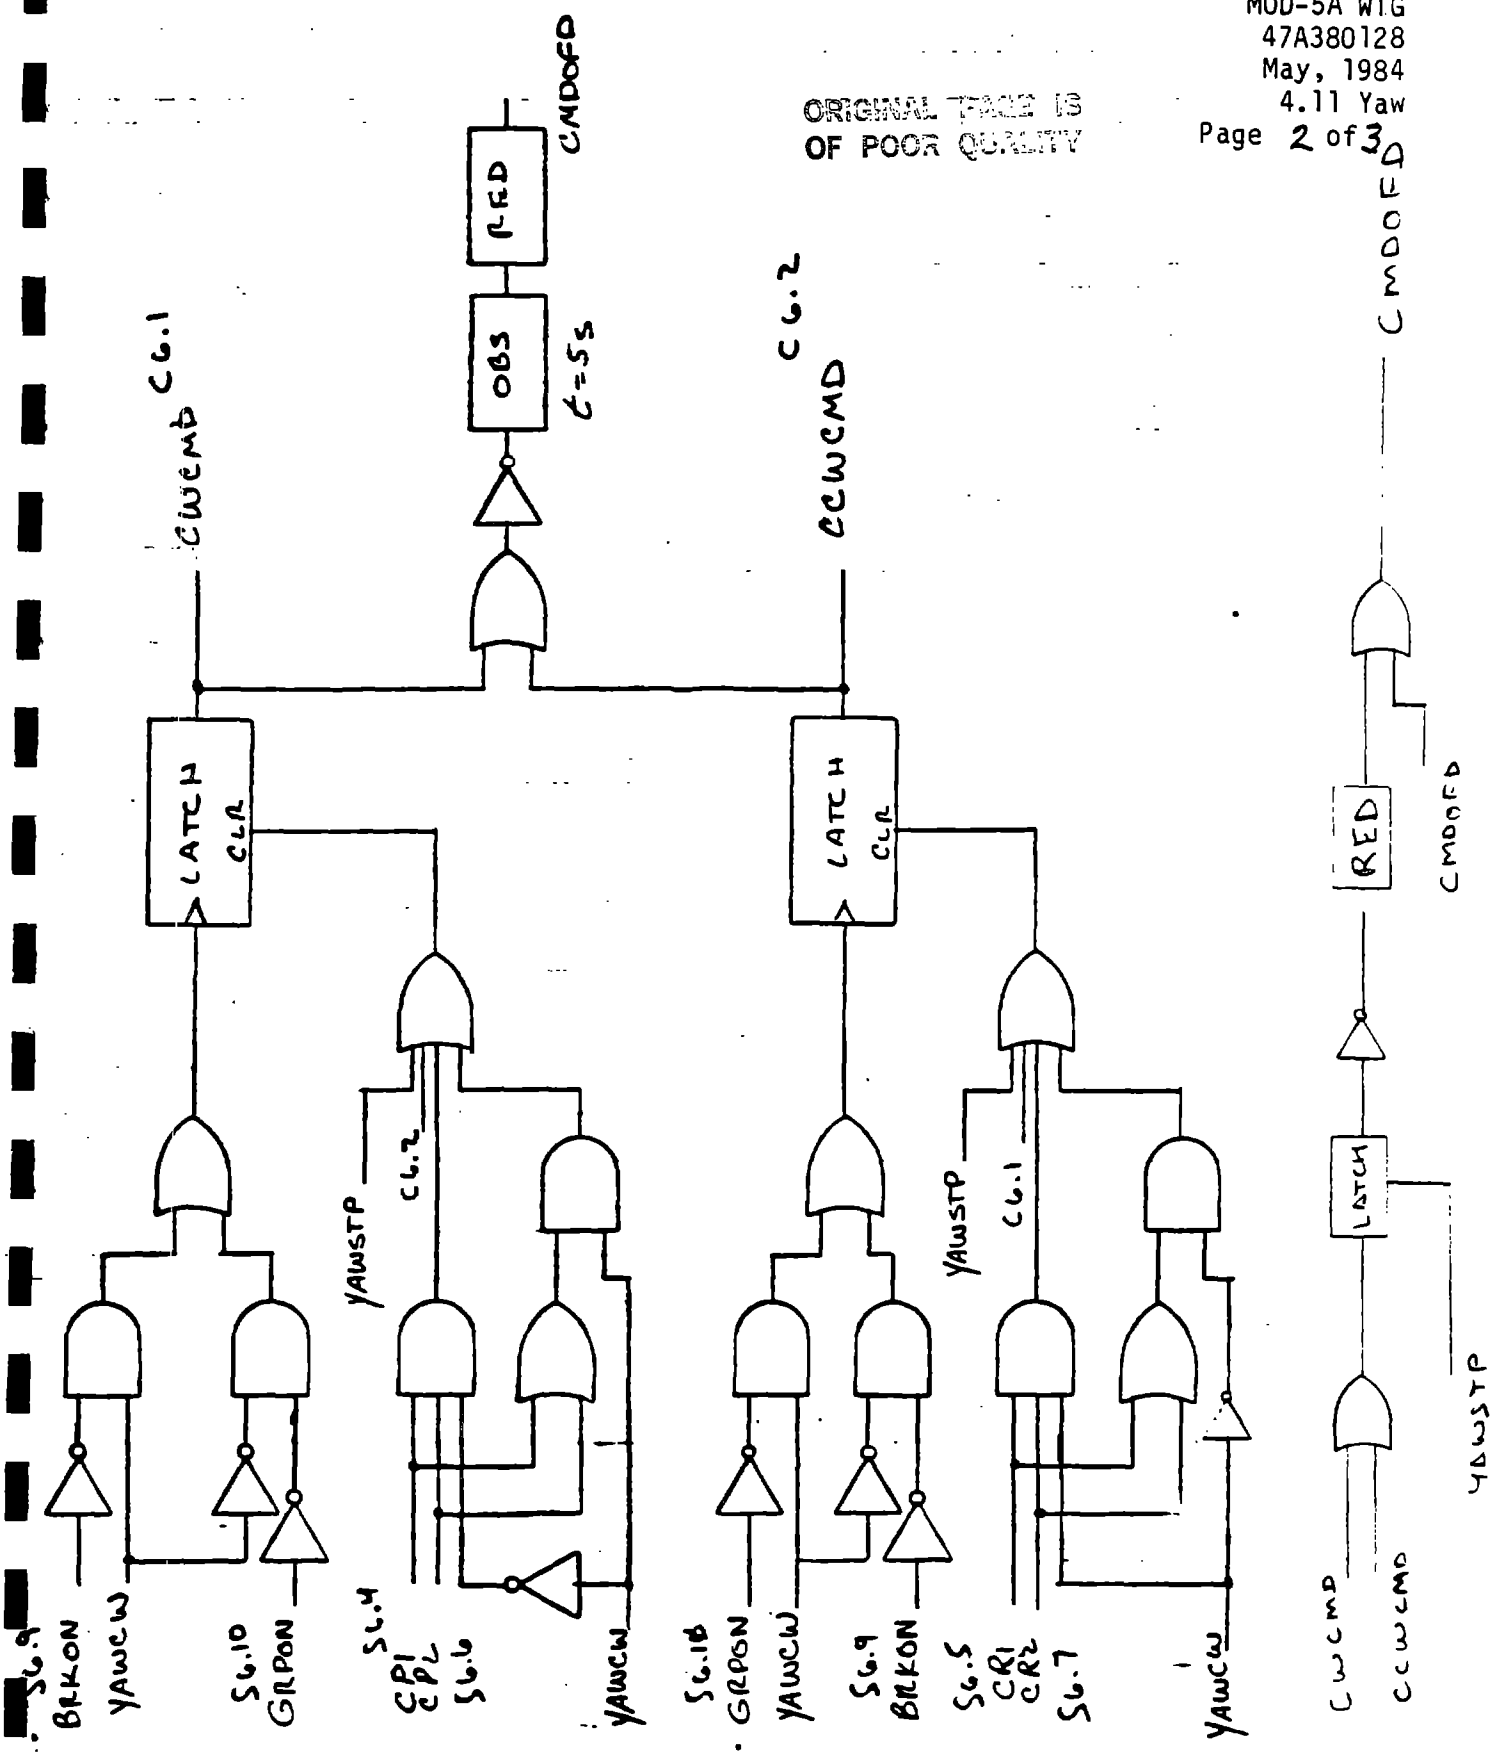 MOD-5A WTG
47A380128
May, 1984
4.11 Yaw
Page 2 of 3
ORIGINAL PAGE IS
OF POOR QUALITY
S6.9
BRKON
YAWCW
S6.10
GRPON
LATCH
CLR
CWCMD C6.1
S6.4
CP1
CP2
S6.6
YAWCW
YAWSTP
C6.2
OBS
t=5s
RED
CMDOFD
S6.10
GRPON
YAWCW
S6.9
BRKON
LATCH
CLR
CCWCMD C6.2
S6.5
CR1
CR2
S6.7
YAWCW
YAWSTP
C6.1
CWCMD
CCWCMD
YAWSTP
LATCH
RED
CMDOFD
CMDOFD